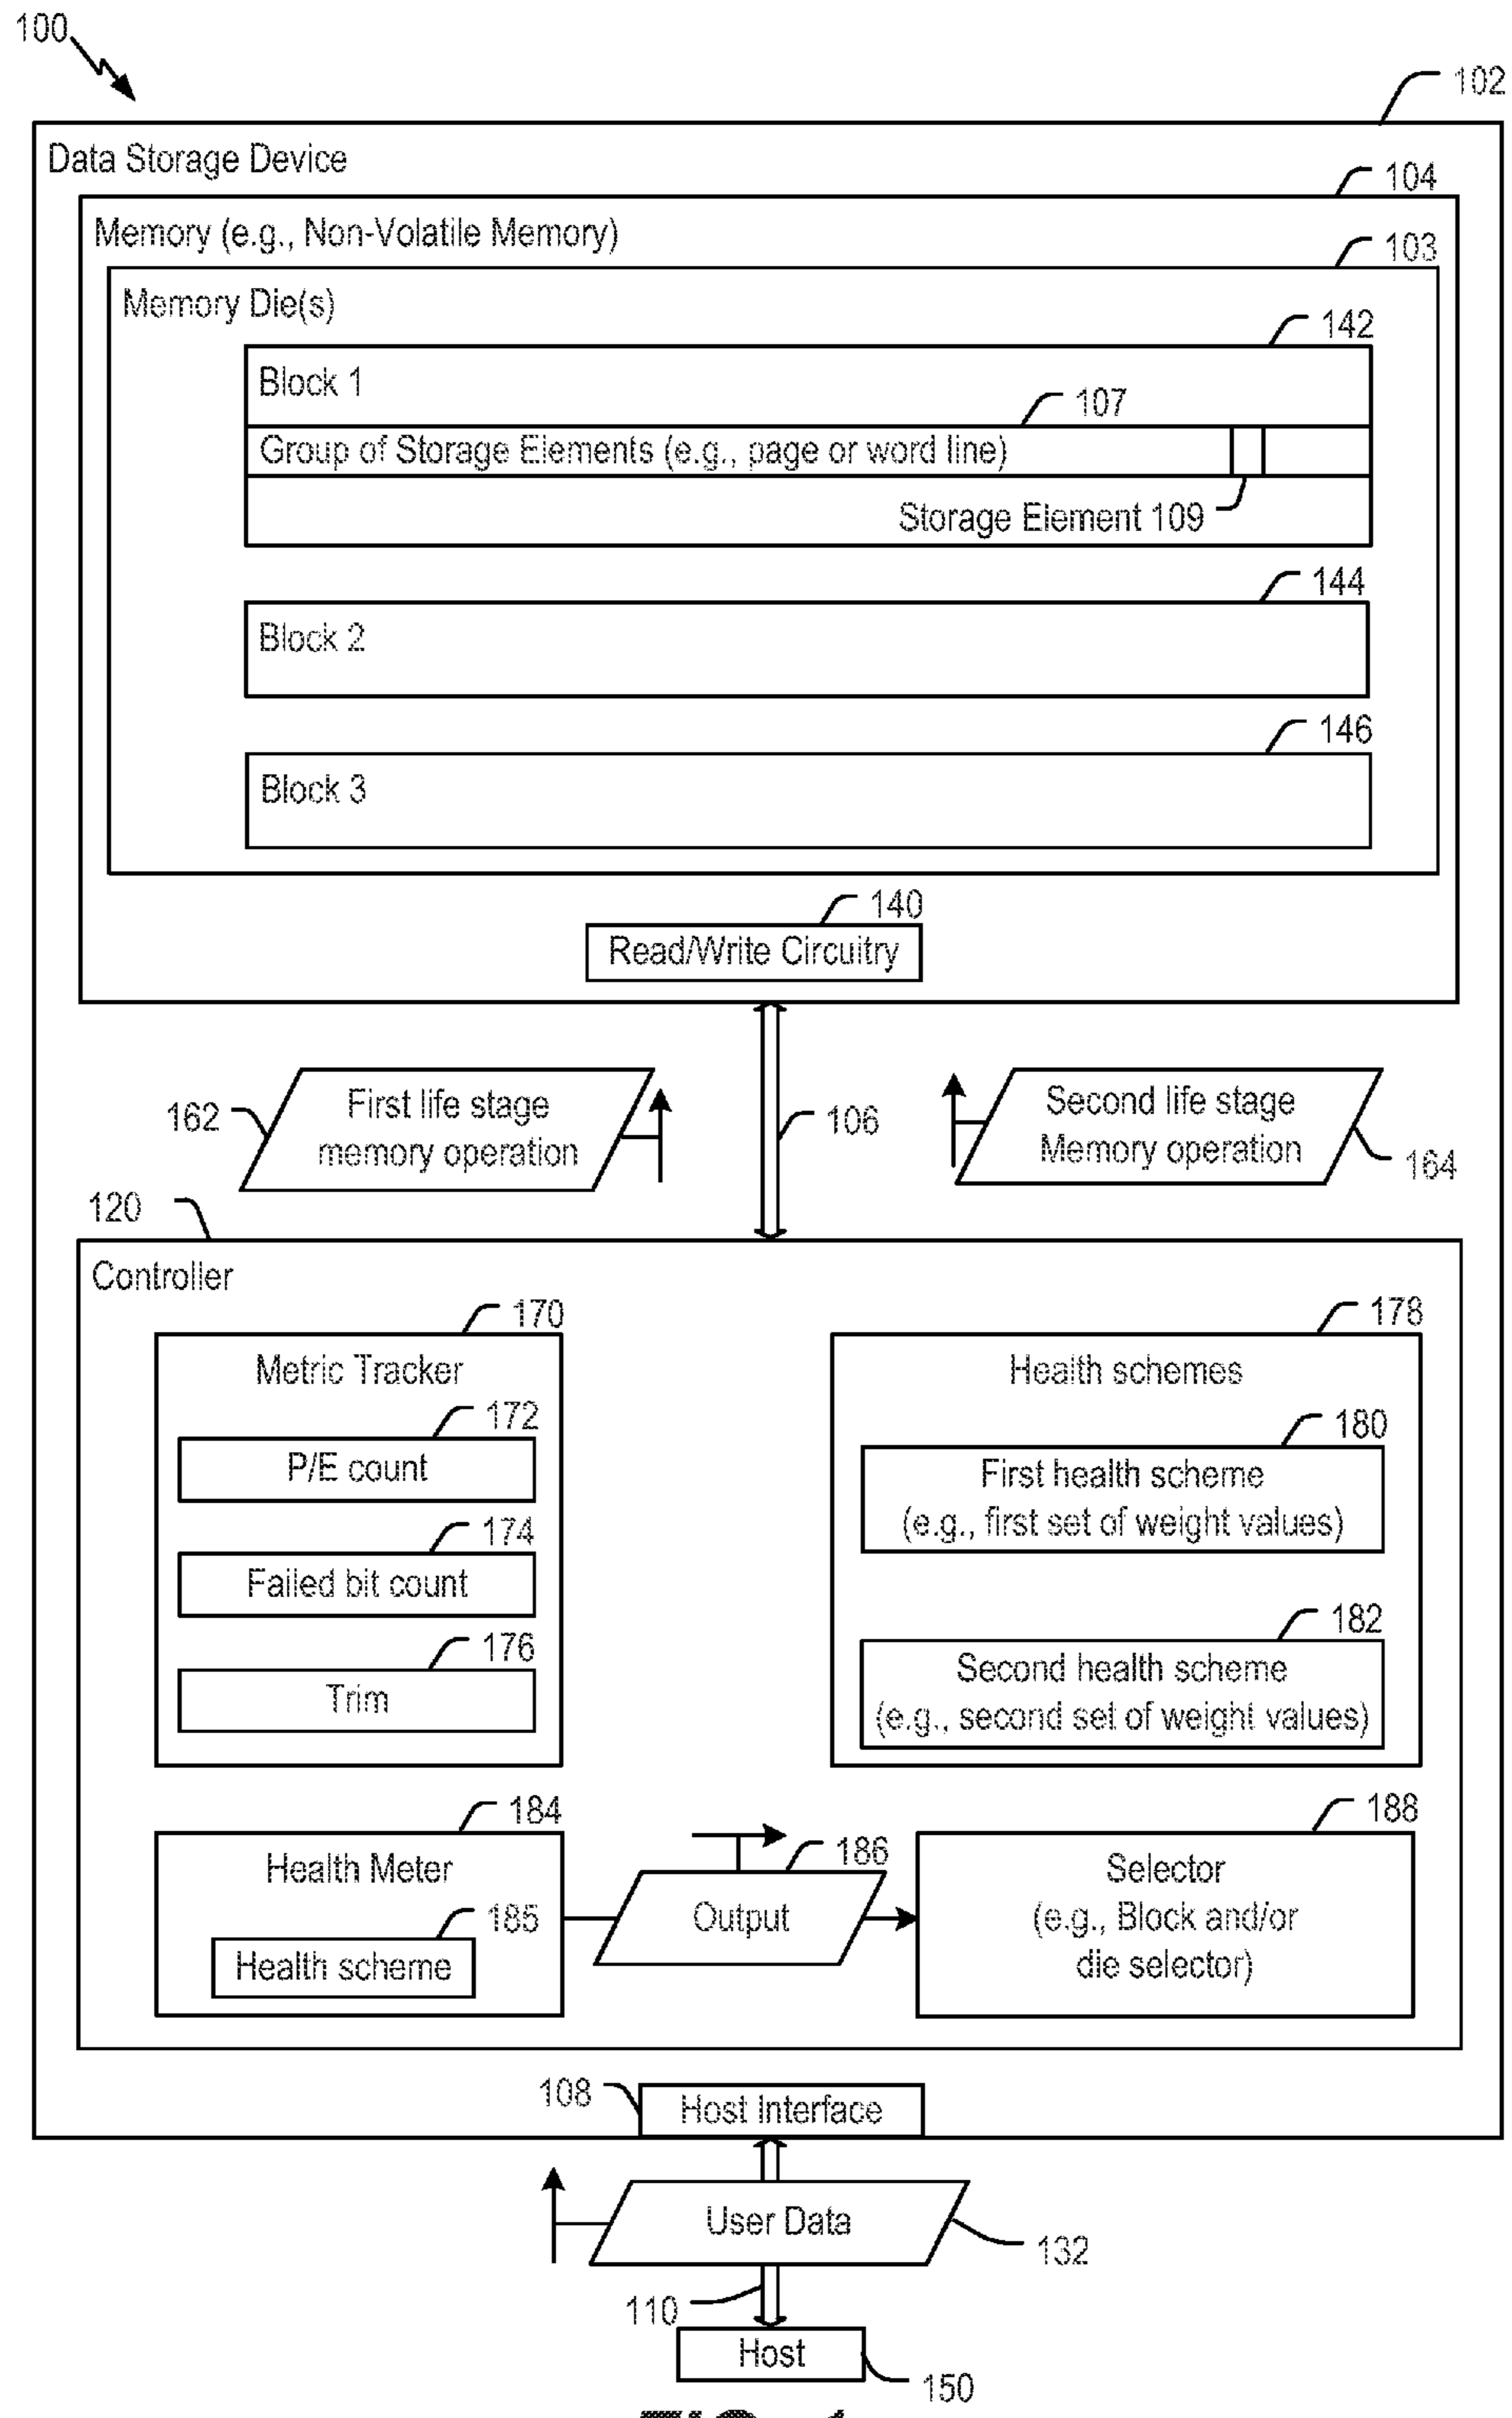 100
102
Data Storage Device
104
Memory (e.g., Non-Volatile Memory)
103
Memory Die(s)
142
Block 1
107
Group of Storage Elements (e.g., page or word line)
Storage Element 109
144
Block 2
146
Block 3
140
Read/Write Circuitry
First life stage
memory operation
162
106
Second life stage
Memory operation
164
120
Controller
170
Metric Tracker
172
P/E count
174
Failed bit count
176
Trim
178
Health schemes
180
First health scheme
(e.g., first set of weight values)
182
Second health scheme
(e.g., second set of weight values)
184
Health Meter
185
Health scheme
186
Output
188
Selector
(e.g., Block and/or
die selector)
108
Host Interface
User Data
132
110
Host
150